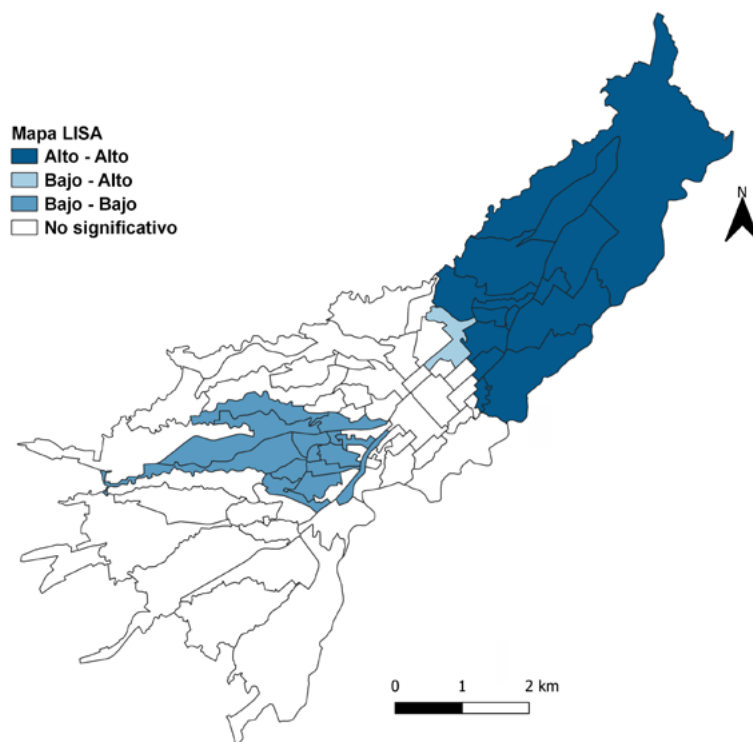 Mapa LISA
Alto - Alto
Bajo - Alto
Bajo - Bajo
No significativo
N
0 1 2 km